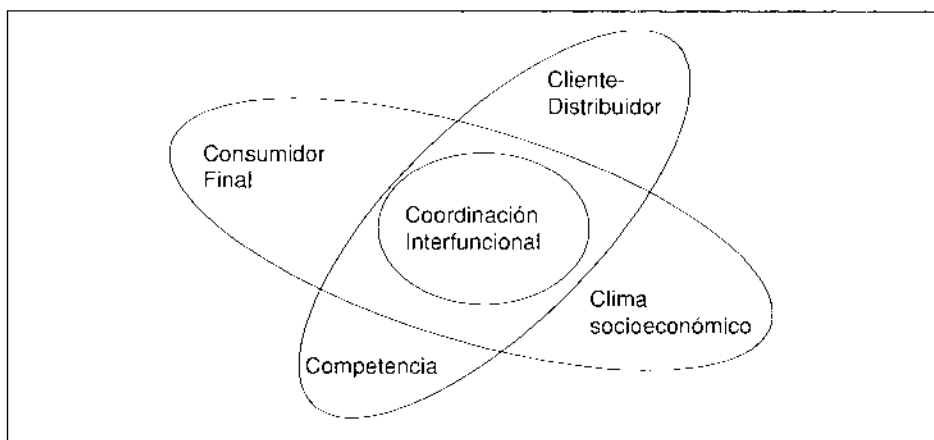 Cliente-
Distribuidor
Consumidor
Final
Coordinación
Interfuncional
Clima
socioeconómico
Competencia